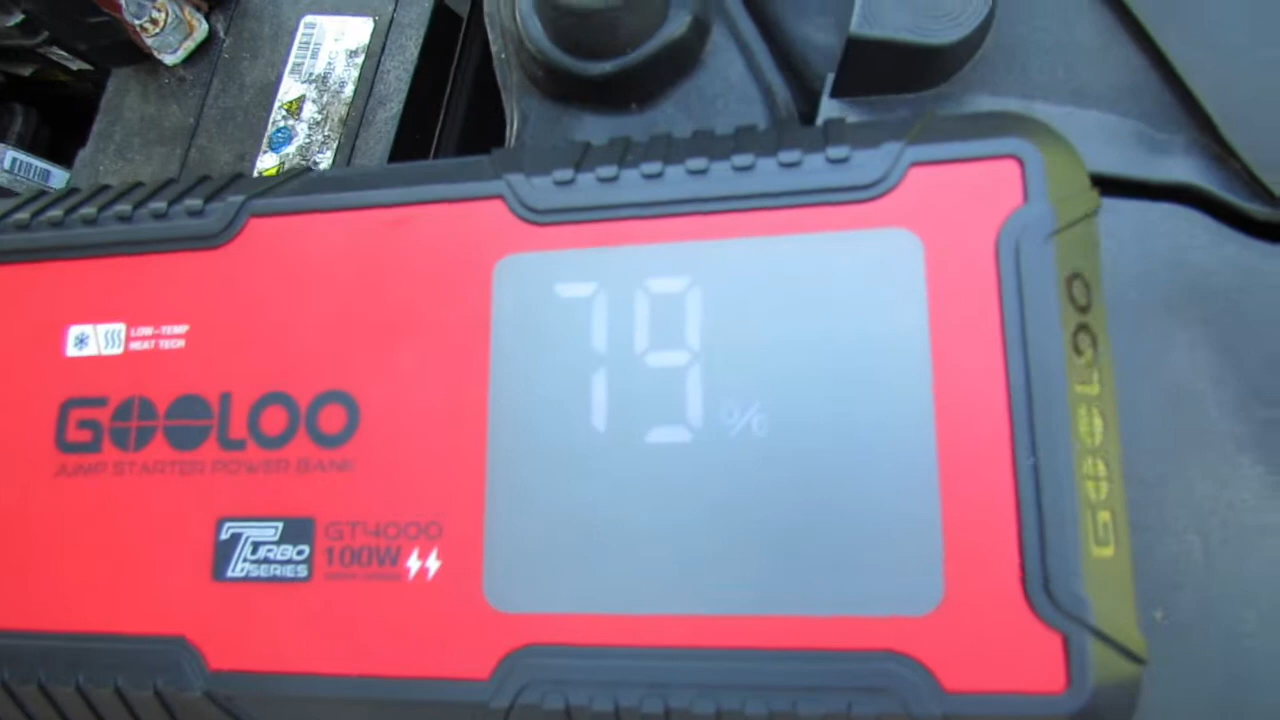 79 %
LOW-TEMP
HEAT TECH
GOOLOO
JUMP STARTER POWER BANK
TURBO
SERIES
GT4000
100W
GOOLOO